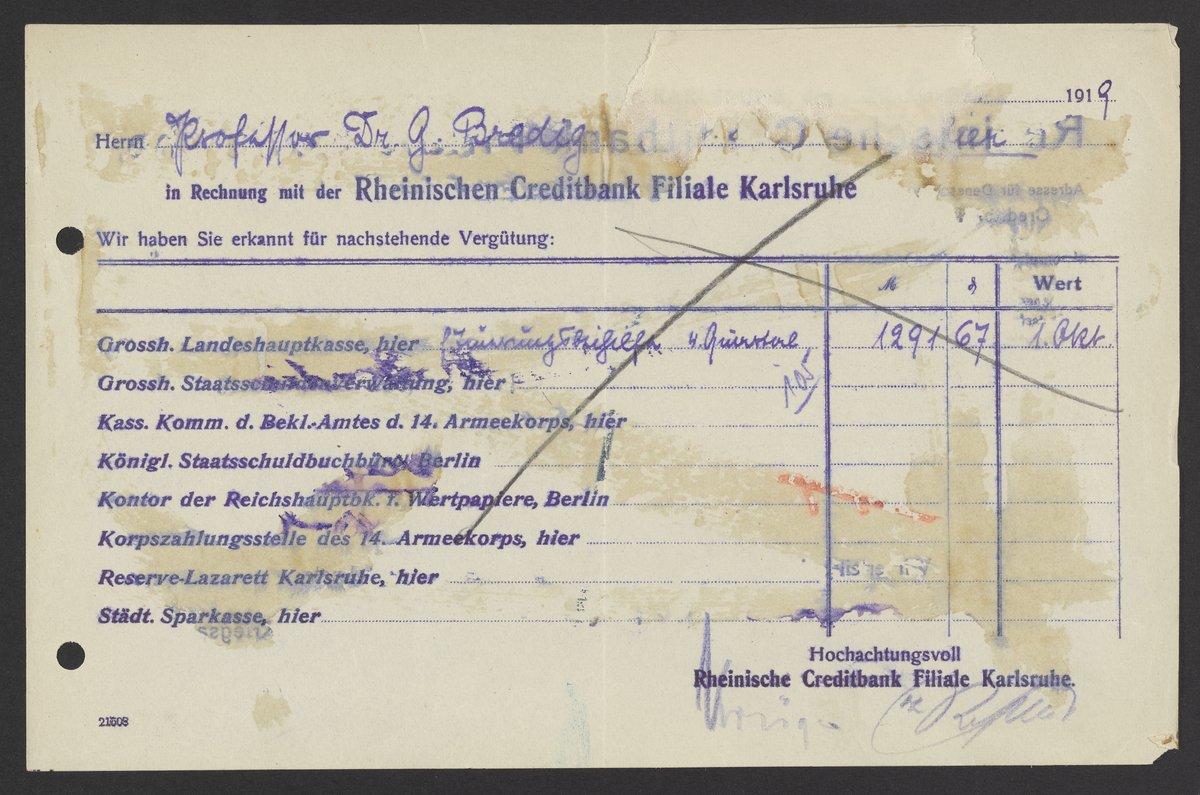 1919
Herrn Professor Dr. G. Bredig hier
in Rechnung mit der Rheinischen Creditbank Filiale Karlsruhe
Wir haben Sie erkannt für nachstehende Vergütung:
M ₰ Wert
Grossh. Landeshauptkasse, hier Teuerungsbeihilfe 4 Quartal 1291 67 1. Okt
Grossh. Staatsschuldenverwaltung, hier
Kass. Komm. d. Bekl.-Amtes d. 14. Armeekorps, hier
Königl. Staatsschuldbuchbüro, Berlin
Kontor der Reichshauptbk. f. Wertpapiere, Berlin
Korpszahlungsstelle des 14. Armeekorps, hier
Reserve-Lazarett Karlsruhe, hier
Städt. Sparkasse, hier
Hochachtungsvoll
Rheinische Creditbank Filiale Karlsruhe.
21508